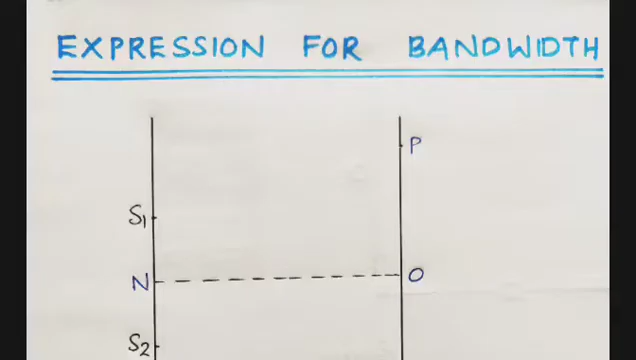 EXPRESSION FOR BANDWIDTH
P
S1
N O
S2